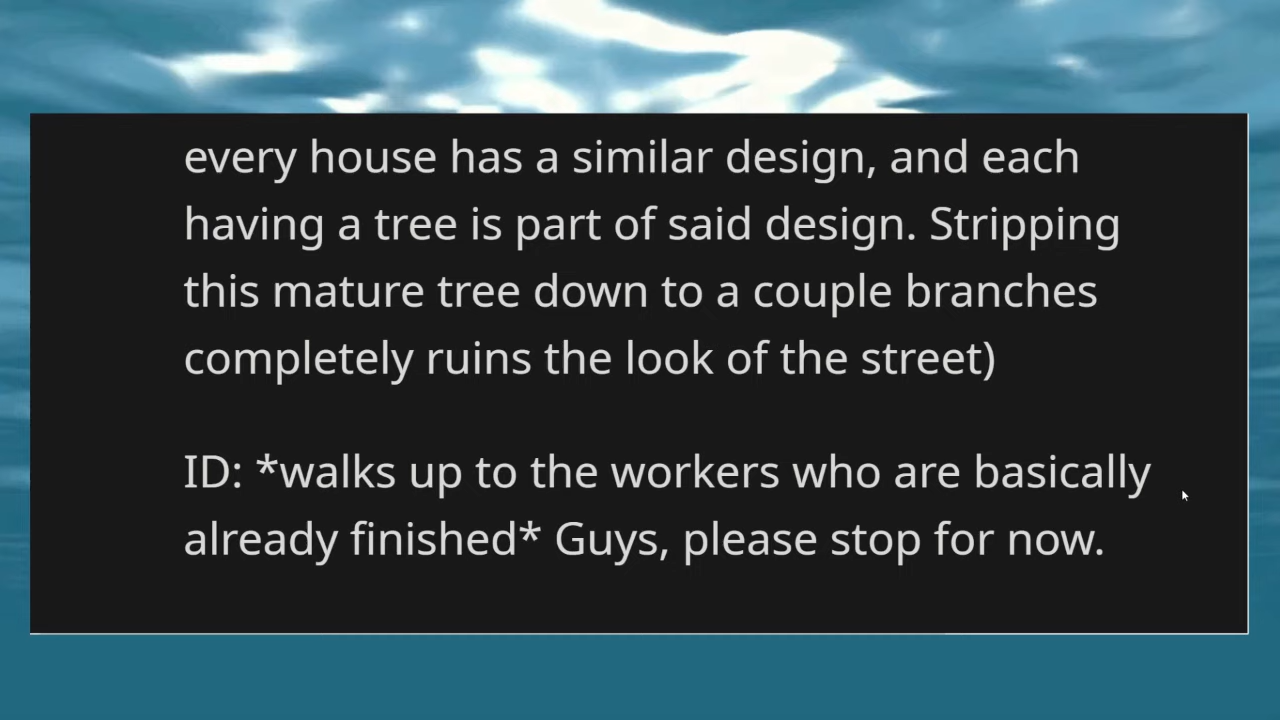 every house has a similar design, and each
having a tree is part of said design. Stripping
this mature tree down to a couple branches
completely ruins the look of the street)
ID: *walks up to the workers who are basically
already finished* Guys, please stop for now.